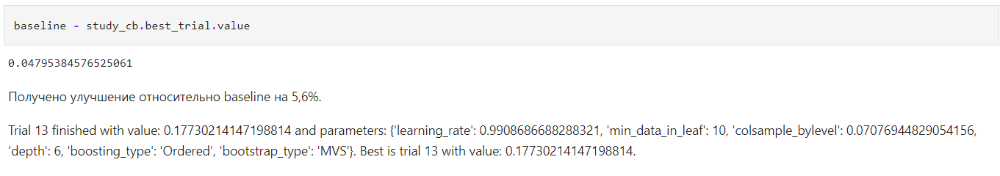 baseline - study_cb.best_trial.value
0.04795384576525061
Получено улучшение относительно baseline на 5,6%.
Trial 13 finished with value: 0.17730214147198814 and parameters: {'learning_rate': 0.9908686688288321, 'min_data_in_leaf': 10, 'colsample_bylevel': 0.07076944829054156,
'depth': 6, 'boosting_type': 'Ordered', 'bootstrap_type': 'MVS'}. Best is trial 13 with value: 0.17730214147198814.